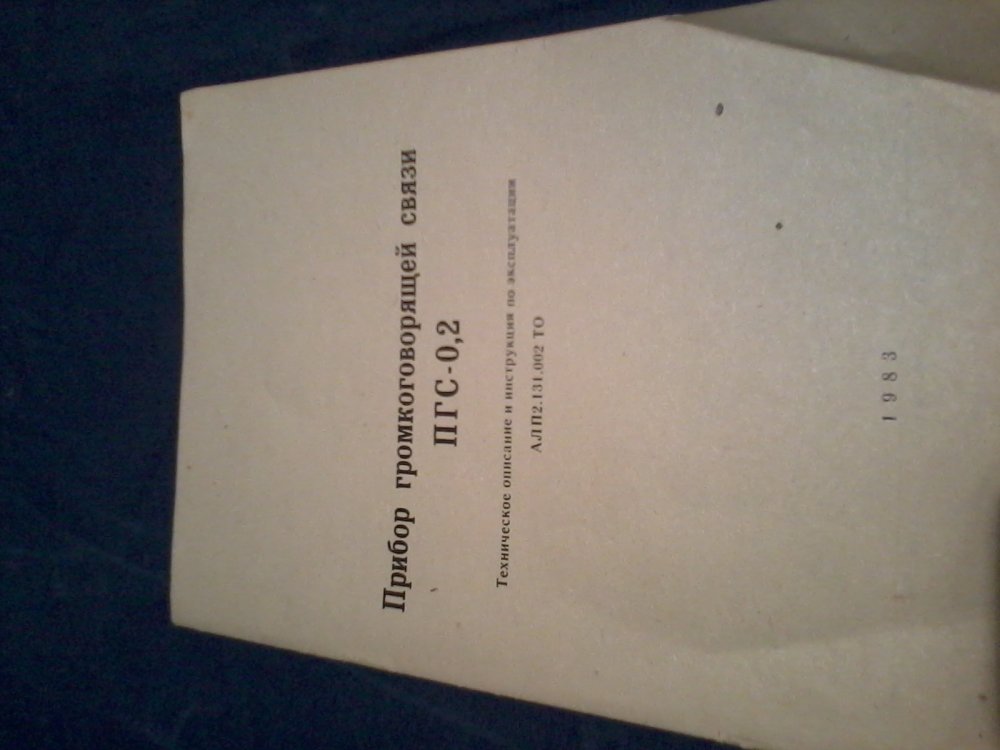 Прибор громкоговорящей связи
ПГС-0,2
Техническое описание и инструкция по эксплуатации
АЛП2.131.002 ТО
1983